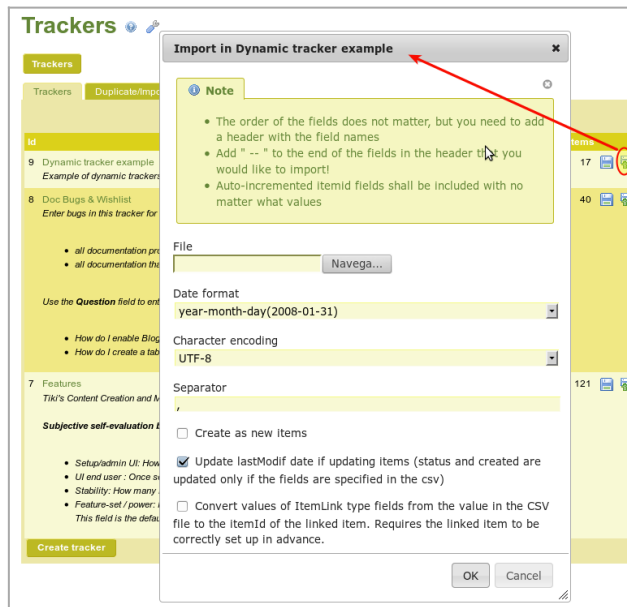 Trackers
Trackers
Trackers Duplicate/Impo
Id
tems
9 Dynamic tracker example 17
Example of dynamic trackers
8 Doc Bugs & Wishlist 40
Enter bugs in this tracker for
all documentation pro
all documentation tha
Use the Question field to ent
How do I enable Blog
How do I create a tab
7 Features 121
Tiki's Content Creation and M
Subjective self-evaluation b
Setup/admin UI: How
UI end user : Once se
Stability: How many
Feature-set / power:
This field is the defau
Create tracker
Import in Dynamic tracker example
Note
The order of the fields does not matter, but you need to add
a header with the field names
Add " -- " to the end of the fields in the header that you
would like to import!
Auto-incremented itemid fields shall be included with no
matter what values
File
Navega...
Date format
year-month-day(2008-01-31)
Character encoding
UTF-8
Separator
,
Create as new items
Update lastModif date if updating items (status and created are
updated only if the fields are specified in the csv)
Convert values of ItemLink type fields from the value in the CSV
file to the itemId of the linked item. Requires the linked item to be
correctly set up in advance.
OK Cancel